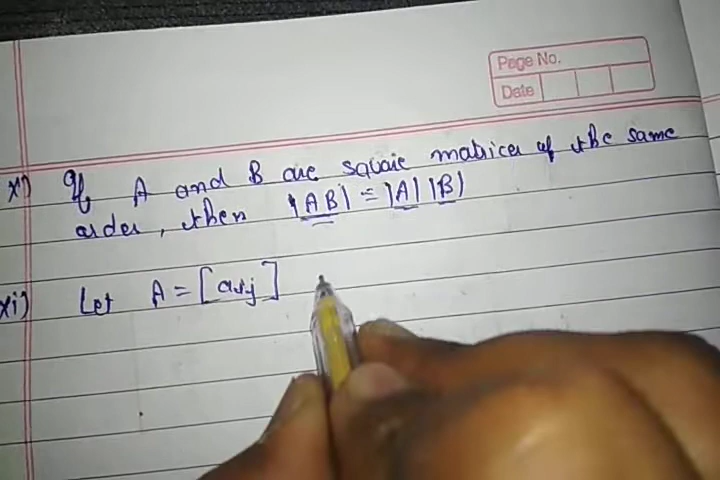 Page No.
Date
x) If A and B are square matrices of the same
order, then |AB| = |A| |B|
xi) Let A = [aij]